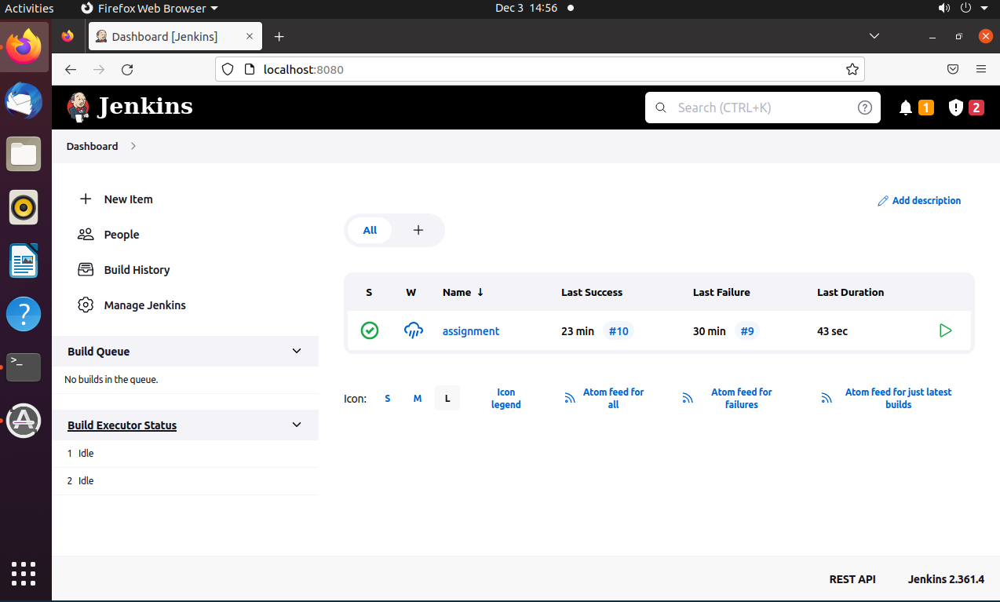 Activities Firefox Web Browser Dec 3 14:56
Dashboard [Jenkins]
localhost:8080
Jenkins Search (CTRL+K) ? 1 2
Dashboard
New Item
Add description
People
All
Build History
Manage Jenkins
S W Name ↓ Last Success Last Failure Last Duration
assignment 23 min #10 30 min #9 43 sec
Build Queue
No builds in the queue.
Icon: S M L
Icon
legend
Atom feed for
all
Atom feed for
failures
Atom feed for just latest
builds
Build Executor Status
1 Idle
2 Idle
REST API Jenkins 2.361.4